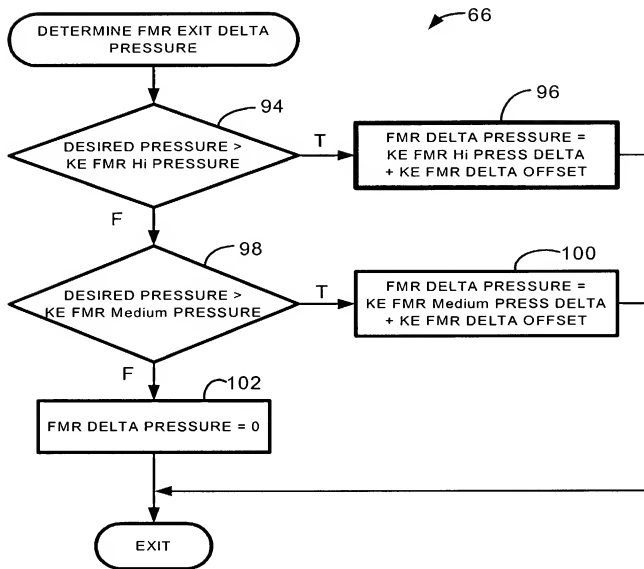 DETERMINE FMR EXIT DELTA
PRESSURE
66
94
DESIRED PRESSURE >
KE FMR Hi PRESSURE
T
96
FMR DELTA PRESSURE =
KE FMR Hi PRESS DELTA
+ KE FMR DELTA OFFSET
F
98
DESIRED PRESSURE >
KE FMR Medium PRESSURE
T
100
FMR DELTA PRESSURE =
KE FMR Medium PRESS DELTA
+ KE FMR DELTA OFFSET
F
102
FMR DELTA PRESSURE = 0
EXIT